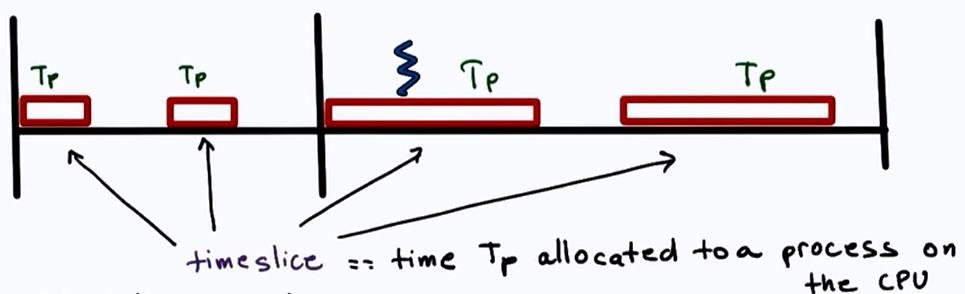 Tp Tp Tp Tp
timeslice == time Tp allocated to a process on
the CPU